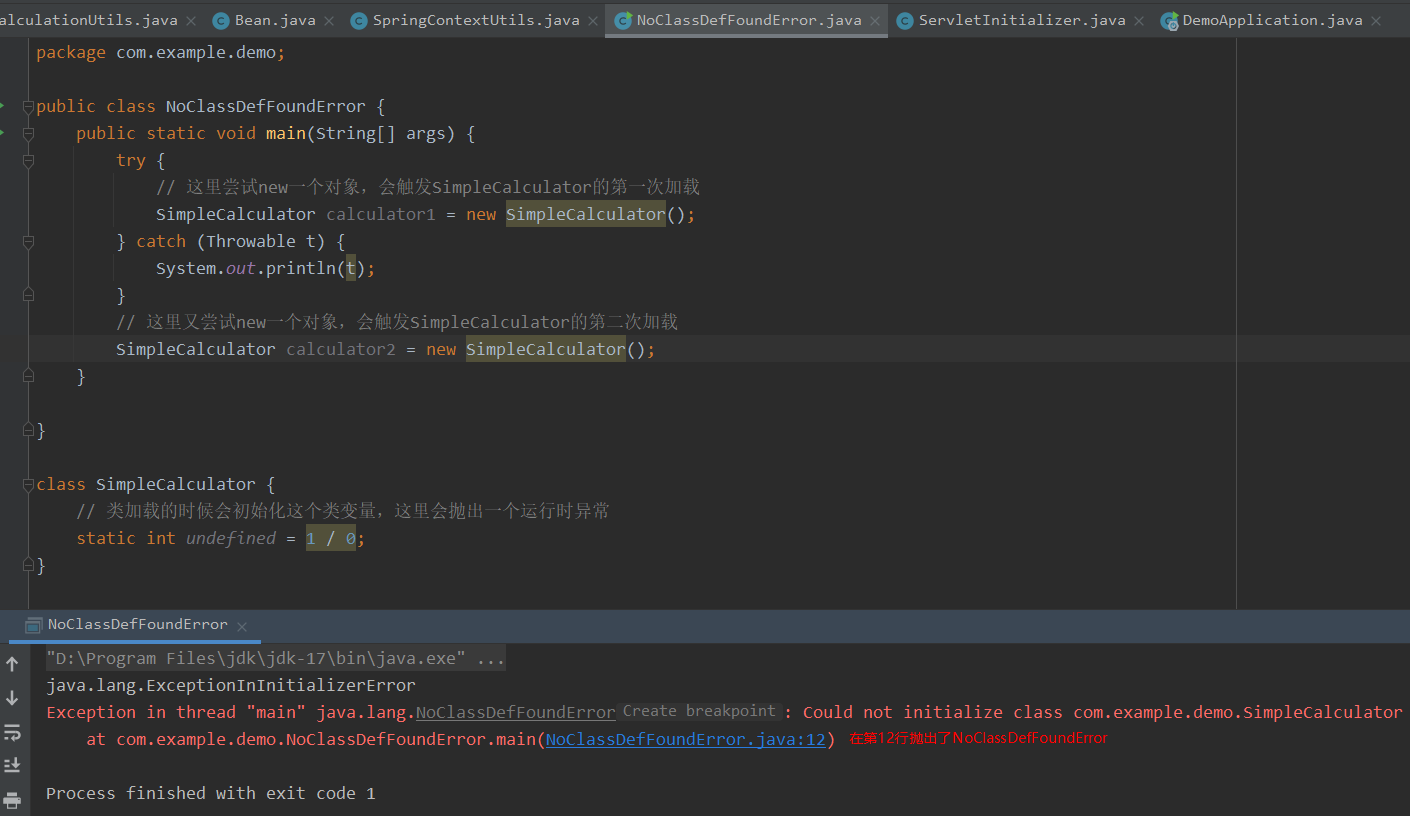 alculationUtils.java × Bean.java × SpringContextUtils.java × NoClassDefFoundError.java × ServletInitializer.java × DemoApplication.java ×
package com.example.demo;
public class NoClassDefFoundError {
public static void main(String[] args) {
try {
// 这里尝试new一个对象，会触发SimpleCalculator的第一次加载
SimpleCalculator calculator1 = new SimpleCalculator();
} catch (Throwable t) {
System.out.println(t);
}
// 这里又尝试new一个对象，会触发SimpleCalculator的第二次加载
SimpleCalculator calculator2 = new SimpleCalculator();
}
}
class SimpleCalculator {
// 类加载的时候会初始化这个类变量，这里会抛出一个运行时异常
static int undefined = 1 / 0;
}
NoClassDefFoundError ×
"D:\Program Files\jdk\jdk-17\bin\java.exe" ...
java.lang.ExceptionInInitializerError
Exception in thread "main" java.lang.NoClassDefFoundError Create breakpoint : Could not initialize class com.example.demo.SimpleCalculator
at com.example.demo.NoClassDefFoundError.main(NoClassDefFoundError.java:12) 在第12行抛出了NoClassDefFoundError
Process finished with exit code 1